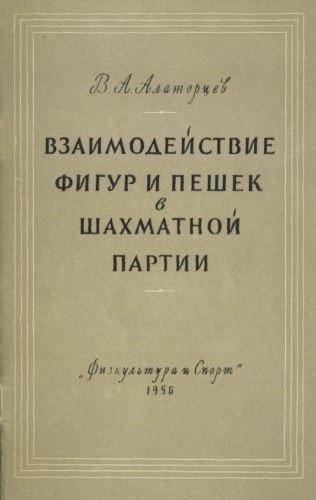 В. А. Алаторцев
ВЗАИМОДЕЙСТВИЕ
ФИГУР И ПЕШЕК
в
ШАХМАТНОЙ
ПАРТИИ
„Физкультура и Спорт"
1956